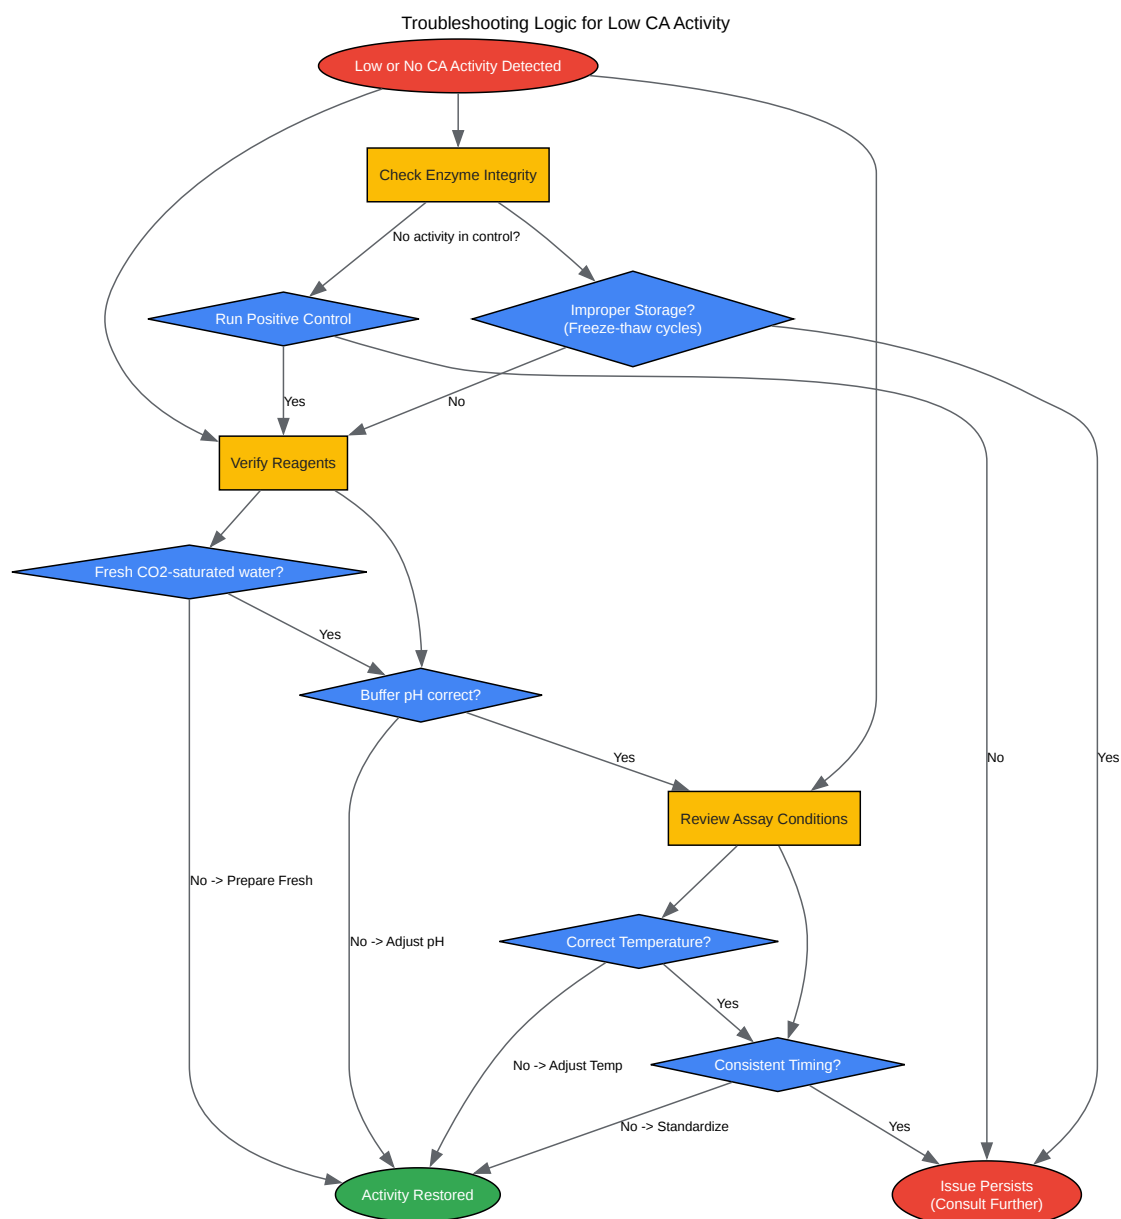 Troubleshooting Logic for Low CA Activity
Low or No CA Activity Detected
Check Enzyme Integrity
No activity in control?
Run Positive Control
Improper Storage?
(Freeze-thaw cycles)
Yes
No
Verify Reagents
Fresh CO2-saturated water?
Yes
Buffer pH correct?
Yes
No
Yes
Review Assay Conditions
No -> Prepare Fresh
No -> Adjust pH
Correct Temperature?
Yes
No -> Adjust Temp
Consistent Timing?
No -> Standardize
Yes
Activity Restored
Issue Persists
(Consult Further)